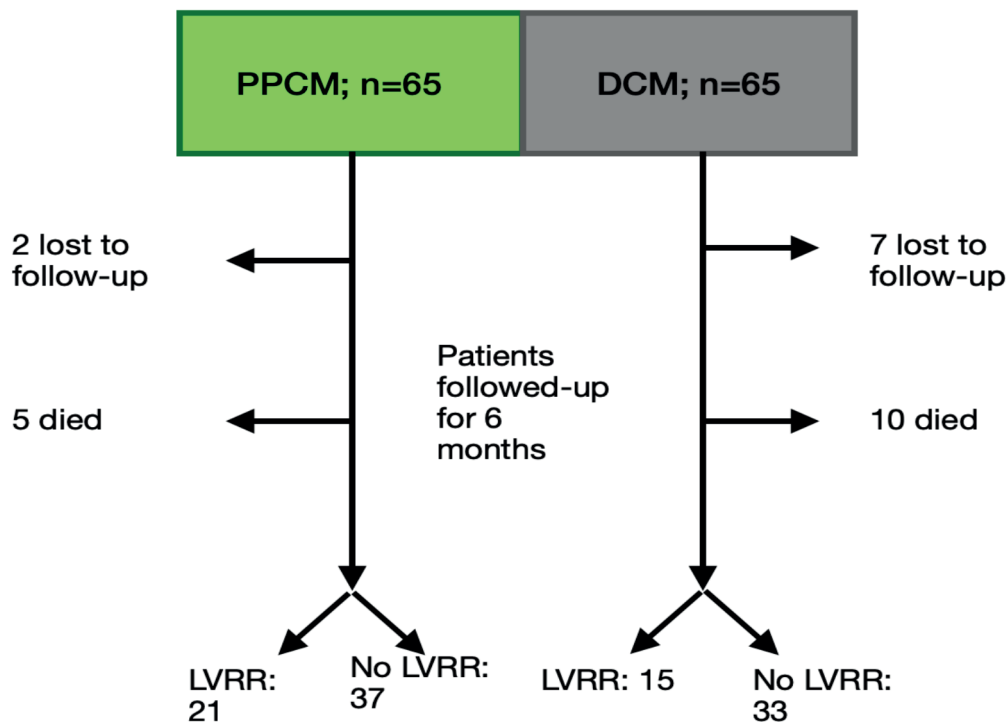 PPCM; n=65
DCM; n=65
2 lost to
follow-up
7 lost to
follow-up
Patients
followed-up
for 6
months
5 died
10 died
LVRR:
21
No LVRR:
37
LVRR: 15
No LVRR:
33